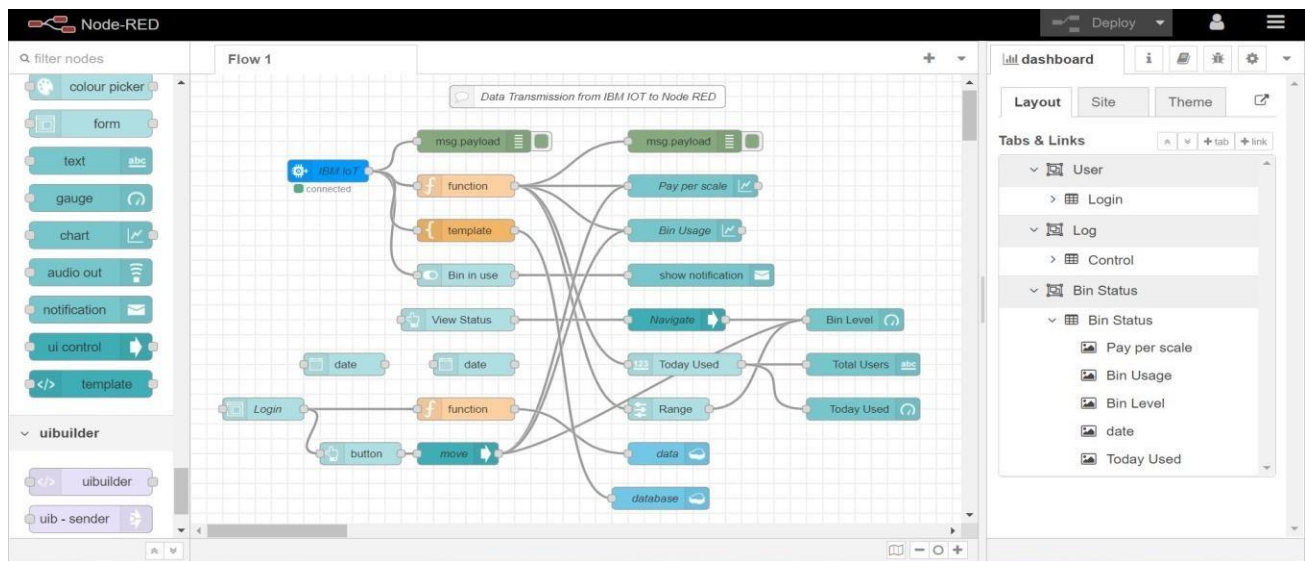 Node-RED
Deploy
filter nodes
Flow 1
dashboard
i
colour picker
form
text
abc
gauge
chart
audio out
notification
ui control
</> template
uibuilder
</> uibuilder
uib - sender
Data Transmission from IBM IOT to Node RED
msg.payload
msg.payload
IBM IoT
connected
f function
Pay per scale
{ template
Bin Usage
Bin in use
show notification
View Status
Navigate
Bin Level
date
date
123 Today Used
Total Users abc
Login
f function
Range
Today Used
button
move
data
database
Layout
Site
Theme
Tabs & Links
+ tab
+ link
User
Login
Log
Control
Bin Status
Bin Status
Pay per scale
Bin Usage
Bin Level
date
Today Used